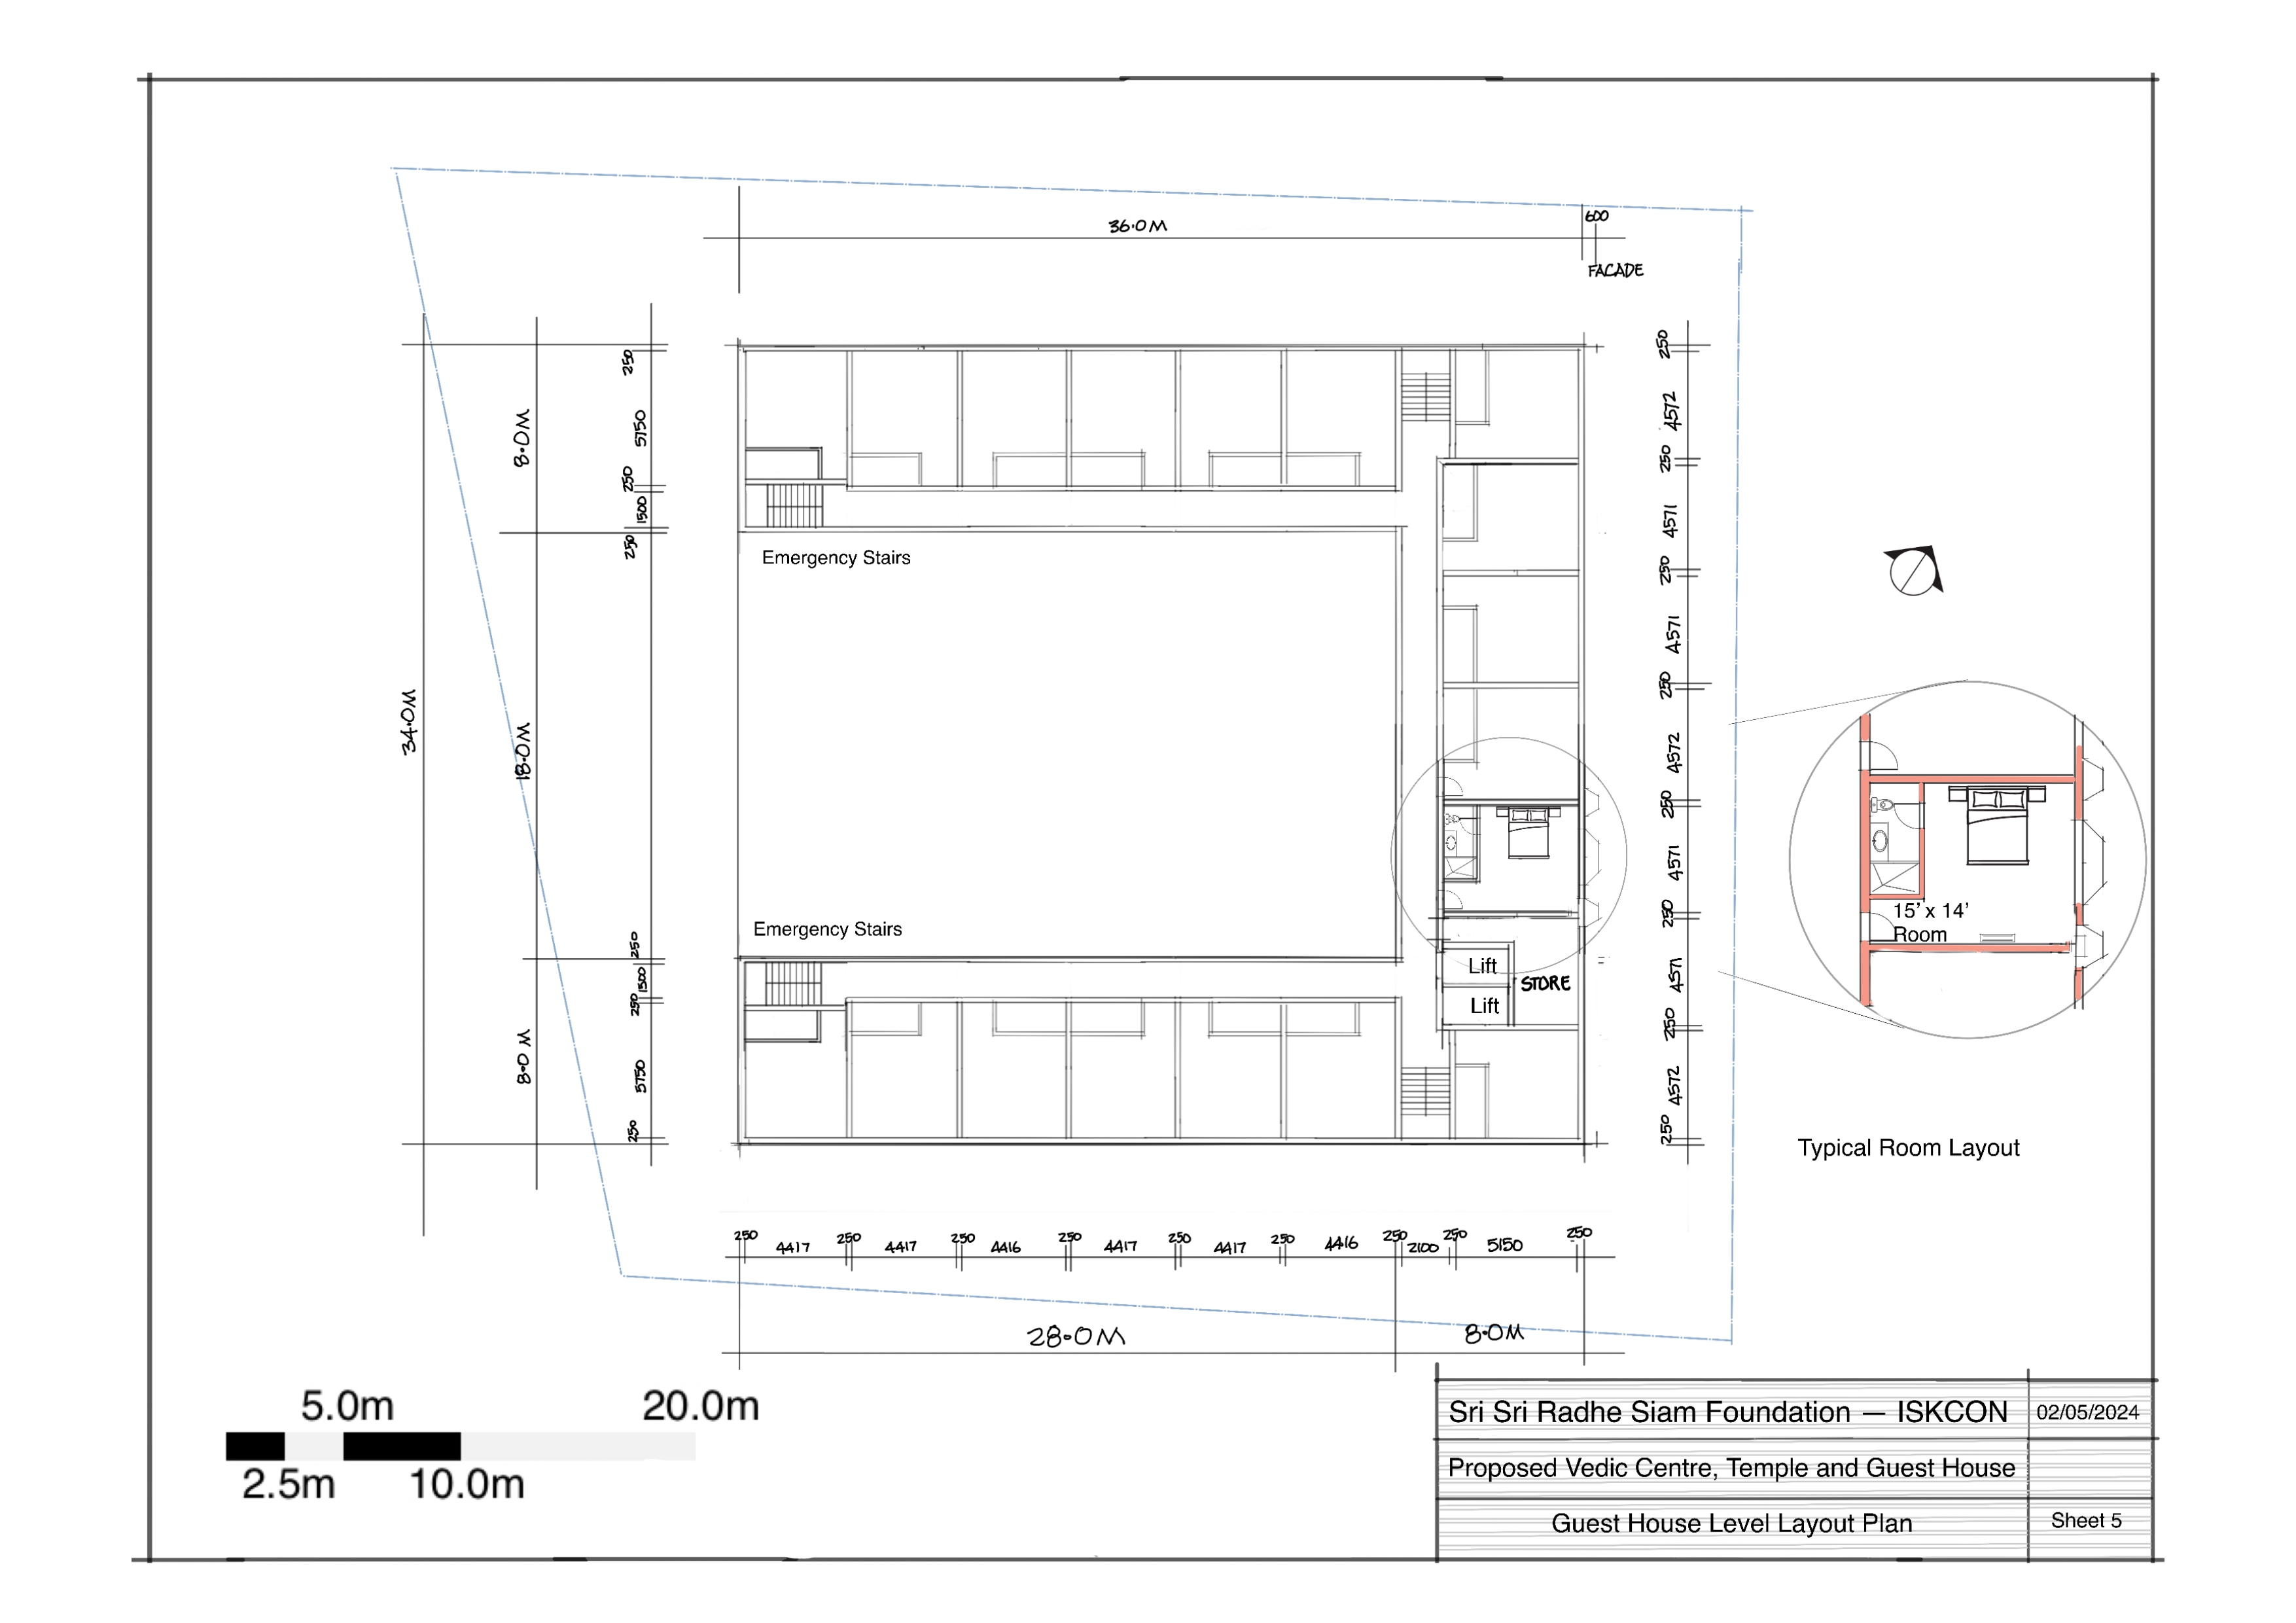 36.0M
600
FACADE
34.0M
8.0M
18.0M
8.0M
250
5750
250
1500
250
250
1500
250
5750
250
Emergency Stairs
Emergency Stairs
Lift
Lift
STORE
250
4572
250
4571
250
4571
250
4572
250
4571
250
4571
250
4572
250
15' x 14'
Room
Typical Room Layout
250
4417
250
4417
250
4416
250
4417
250
4417
250
4416
250
2100
250
5150
250
28.0M
8.0M
5.0m
20.0m
2.5m
10.0m
Sri Sri Radhe Siam Foundation — ISKCON
02/05/2024
Proposed Vedic Centre, Temple and Guest House
Guest House Level Layout Plan
Sheet 5